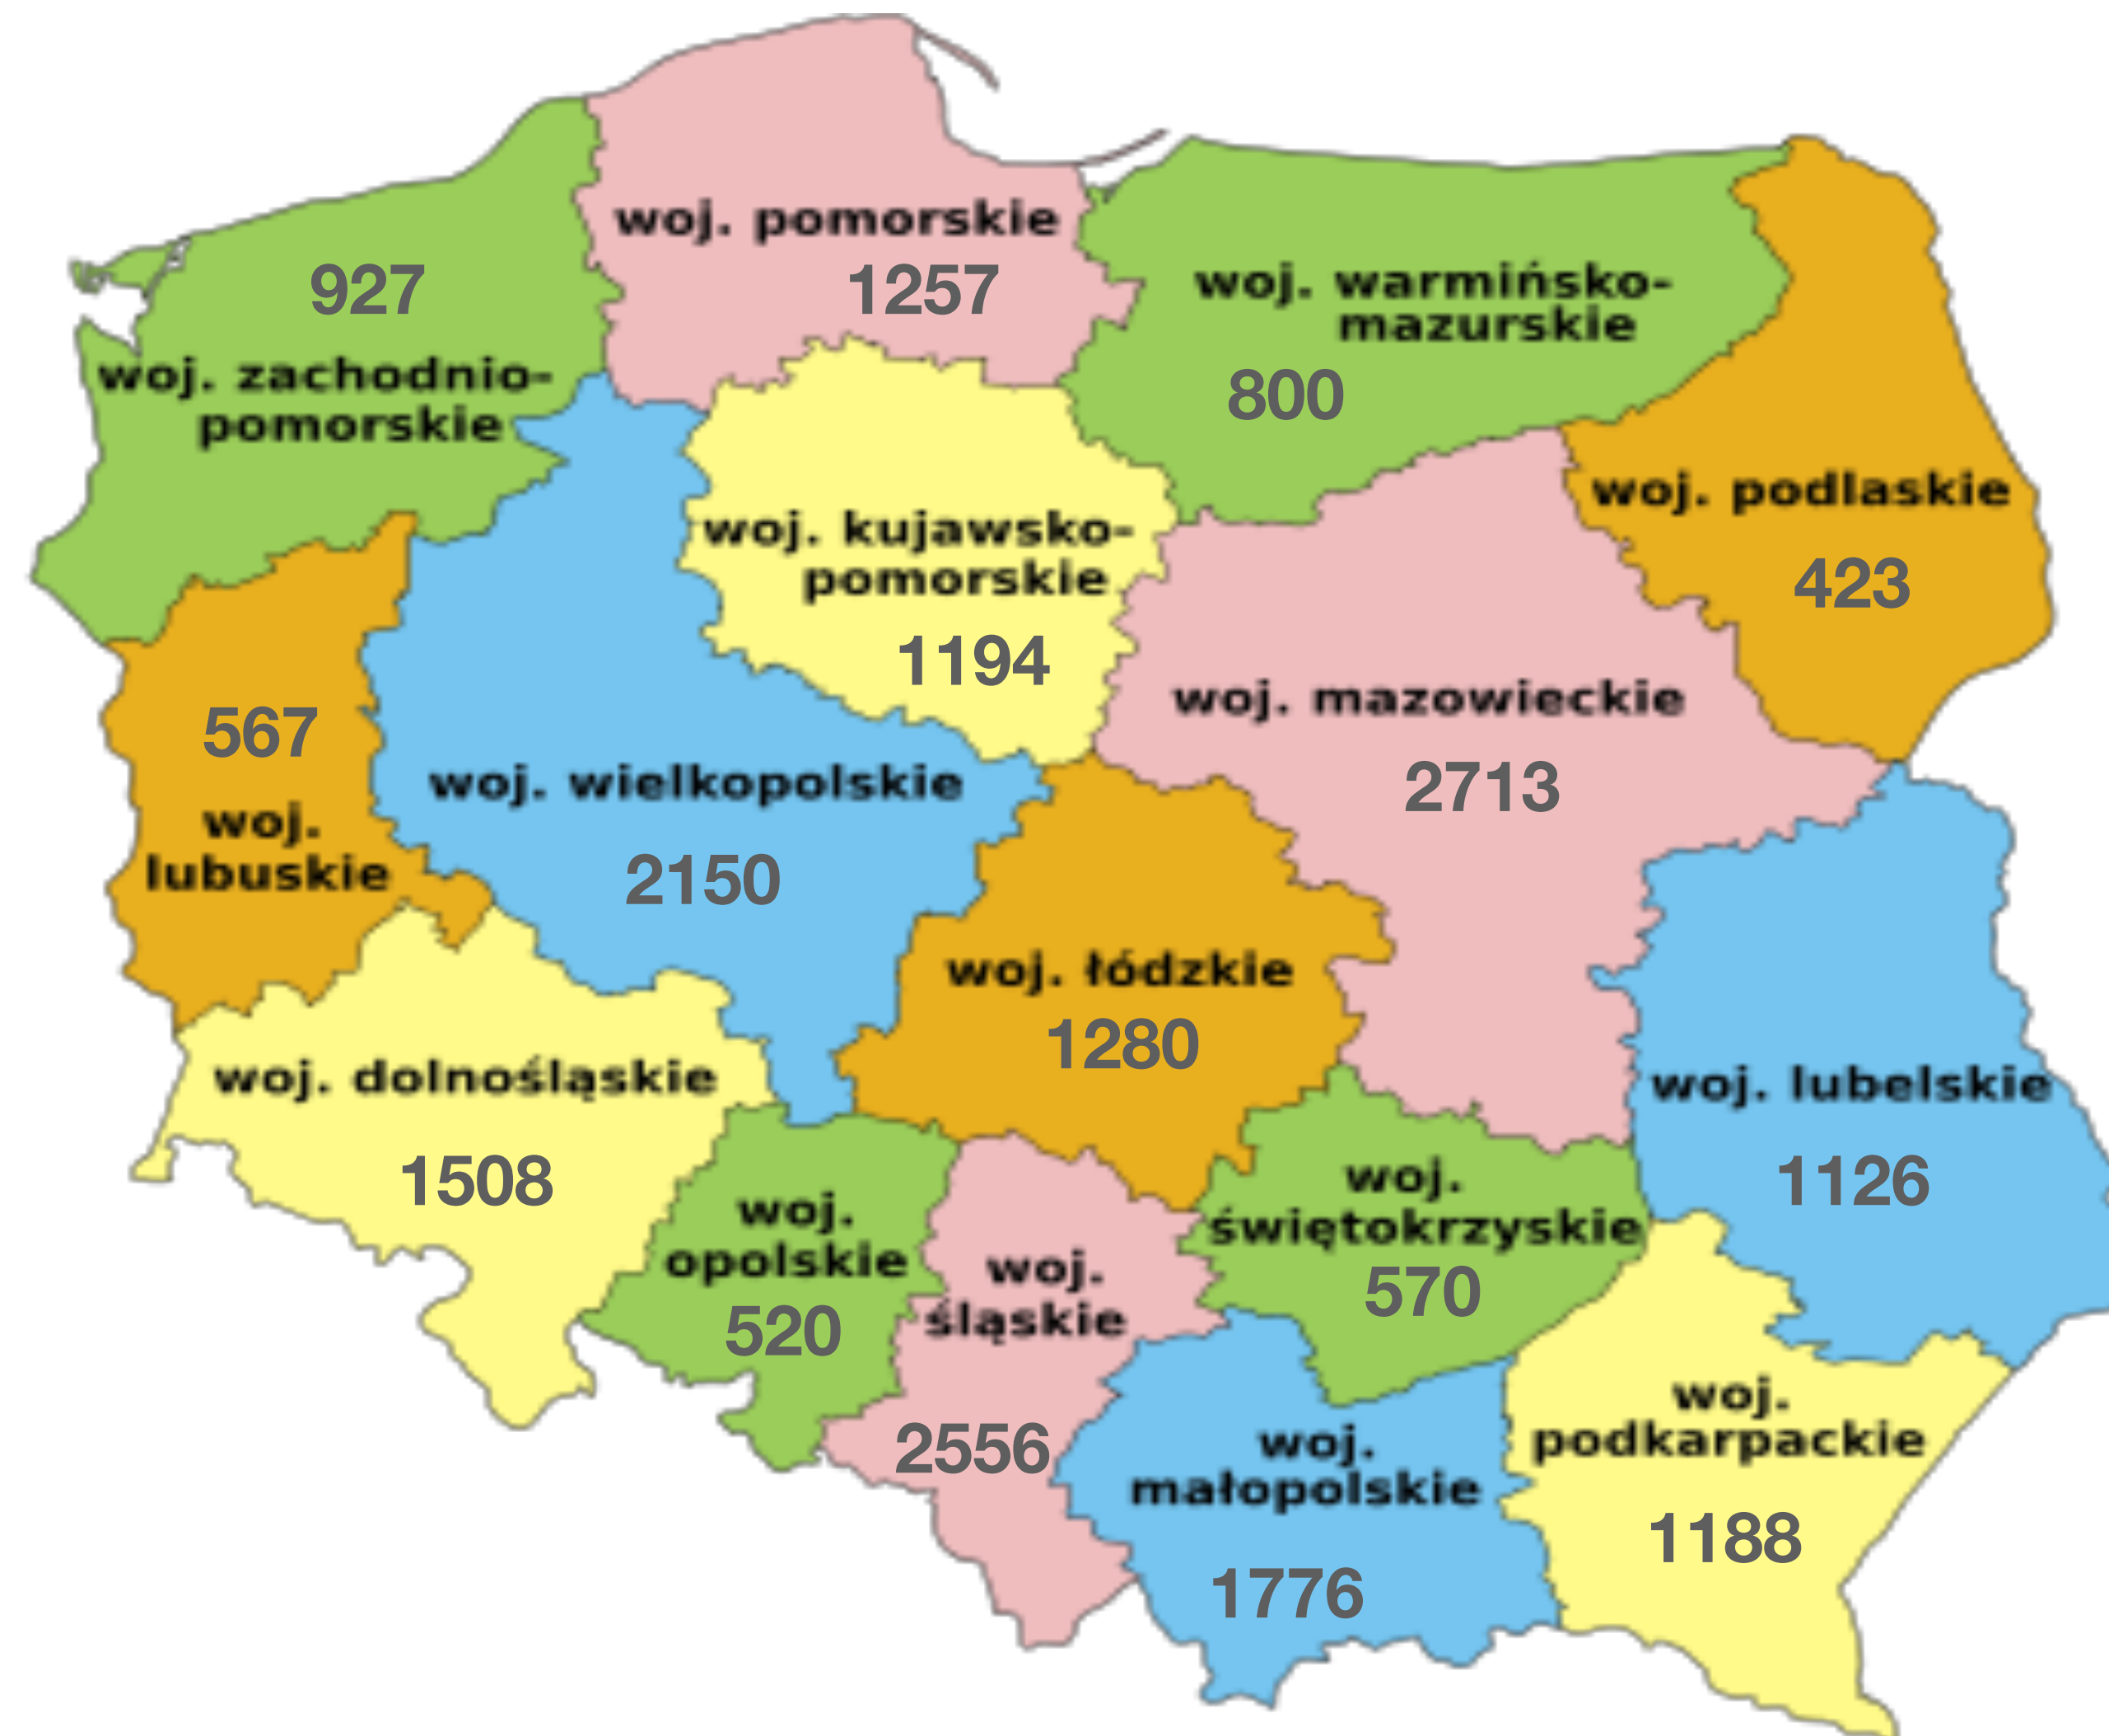 woj. pomorskie
1257
927
woj. zachodnio-
pomorskie
woj. warmińsko-
mazurskie
800
woj. podlaskie
423
woj. kujawsko-
pomorskie
1194
567
woj.
lubuskie
woj. wielkopolskie
2150
woj. mazowieckie
2713
woj. łódzkie
1280
woj. dolnośląskie
1508
woj. lubelskie
1126
woj.
opolskie
520
woj.
śląskie
2556
woj.
świętokrzyskie
570
woj.
małopolskie
1776
woj.
podkarpackie
1188